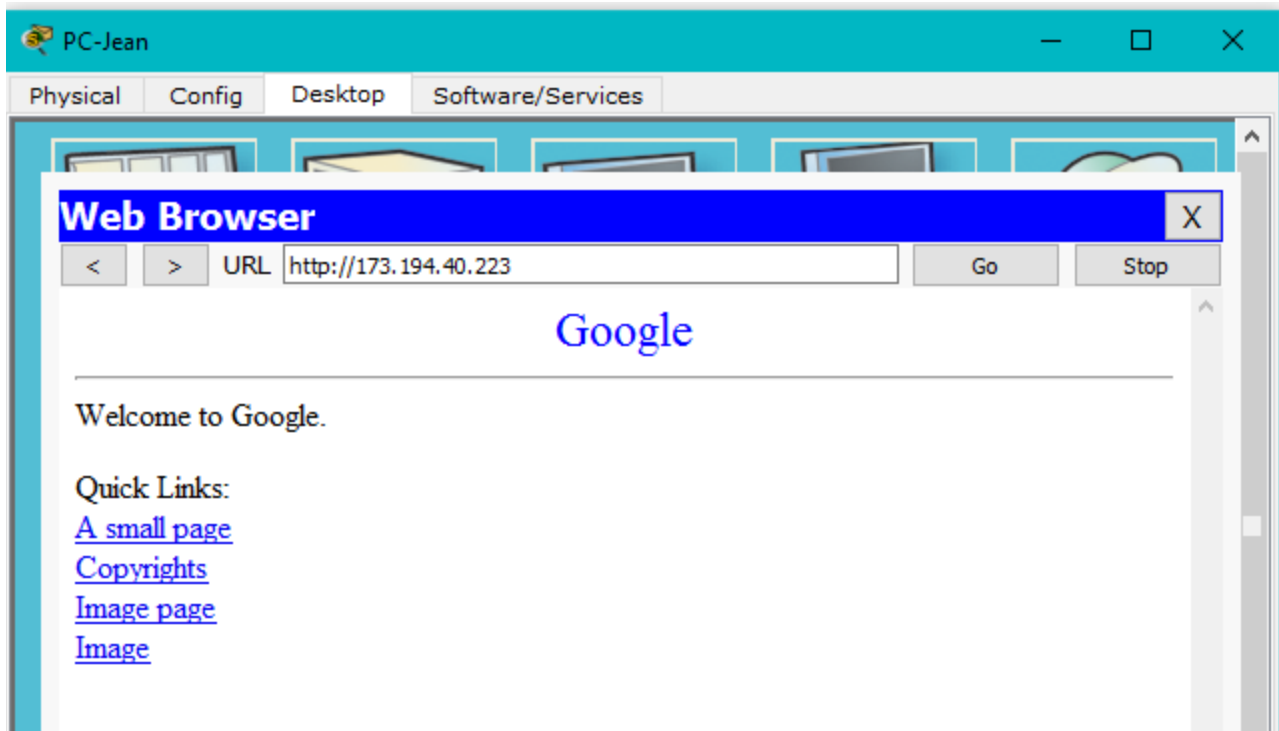 PC-Jean
Physical Config Desktop Software/Services
Web Browser X
< > URL http://173.194.40.223 Go Stop
Google
Welcome to Google.
Quick Links:
A small page
Copyrights
Image page
Image